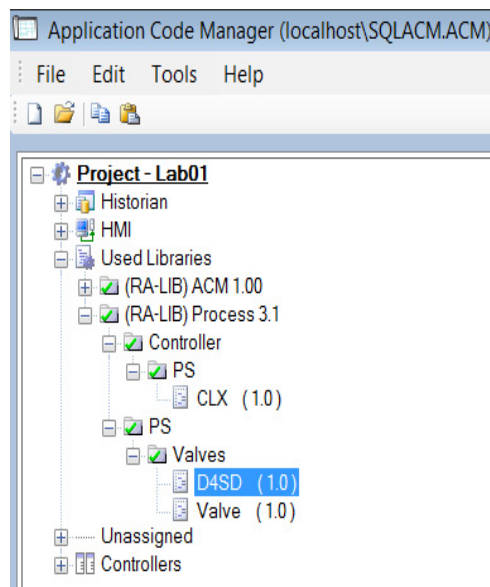 Application Code Manager (localhost\SQLACM.ACM)
File Edit Tools Help
Project - Lab01
Historian
HMI
Used Libraries
(RA-LIB) ACM 1.00
(RA-LIB) Process 3.1
Controller
PS
CLX (1.0)
PS
Valves
D4SD (1.0)
Valve (1.0)
Unassigned
Controllers